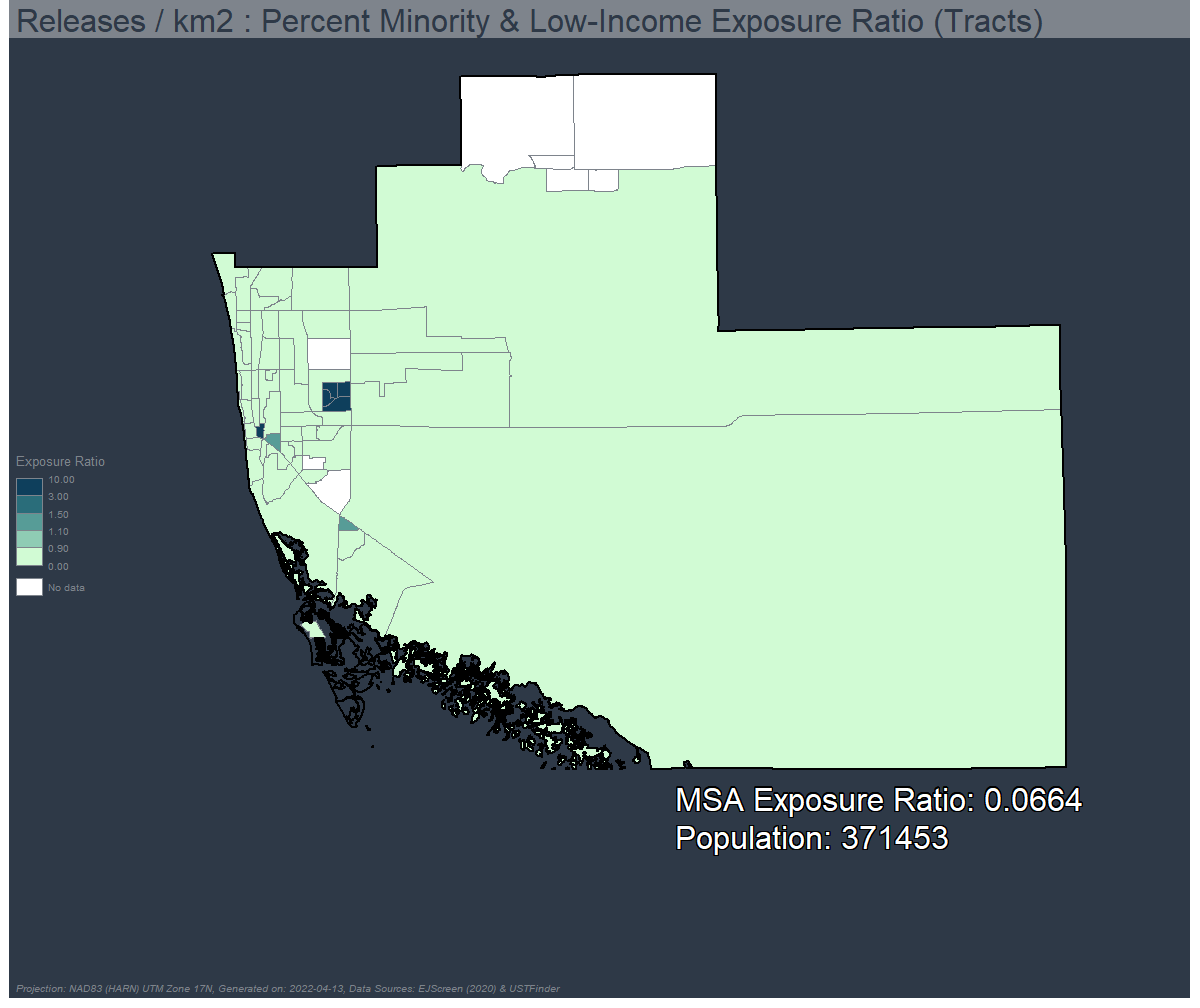 Releases / km2 : Percent Minority & Low-Income Exposure Ratio (Tracts)
Exposure Ratio
10.00
3.00
1.50
1.10
0.90
0.00
No data
MSA Exposure Ratio: 0.0664
Population: 371453
Projection: NAD83 (HARN) UTM Zone 17N, Generated on: 2022-04-13, Data Sources: EJScreen (2020) & USTFinder